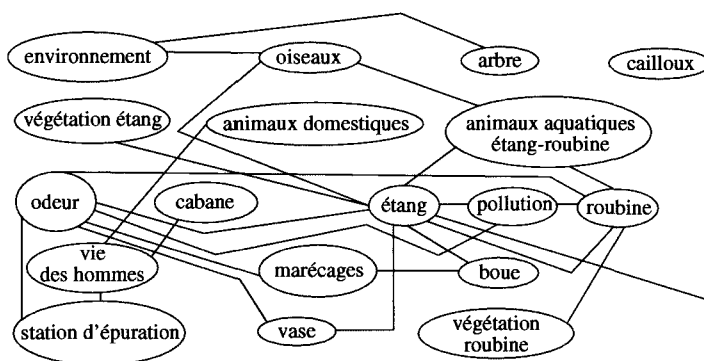 environnement
oiseaux
arbre
cailloux
végétation étang
animaux domestiques
animaux aquatiques
étang-roubine
odeur
cabane
étang
pollution
roubine
vie
des hommes
marécages
boue
station d'épuration
vase
végétation
roubine